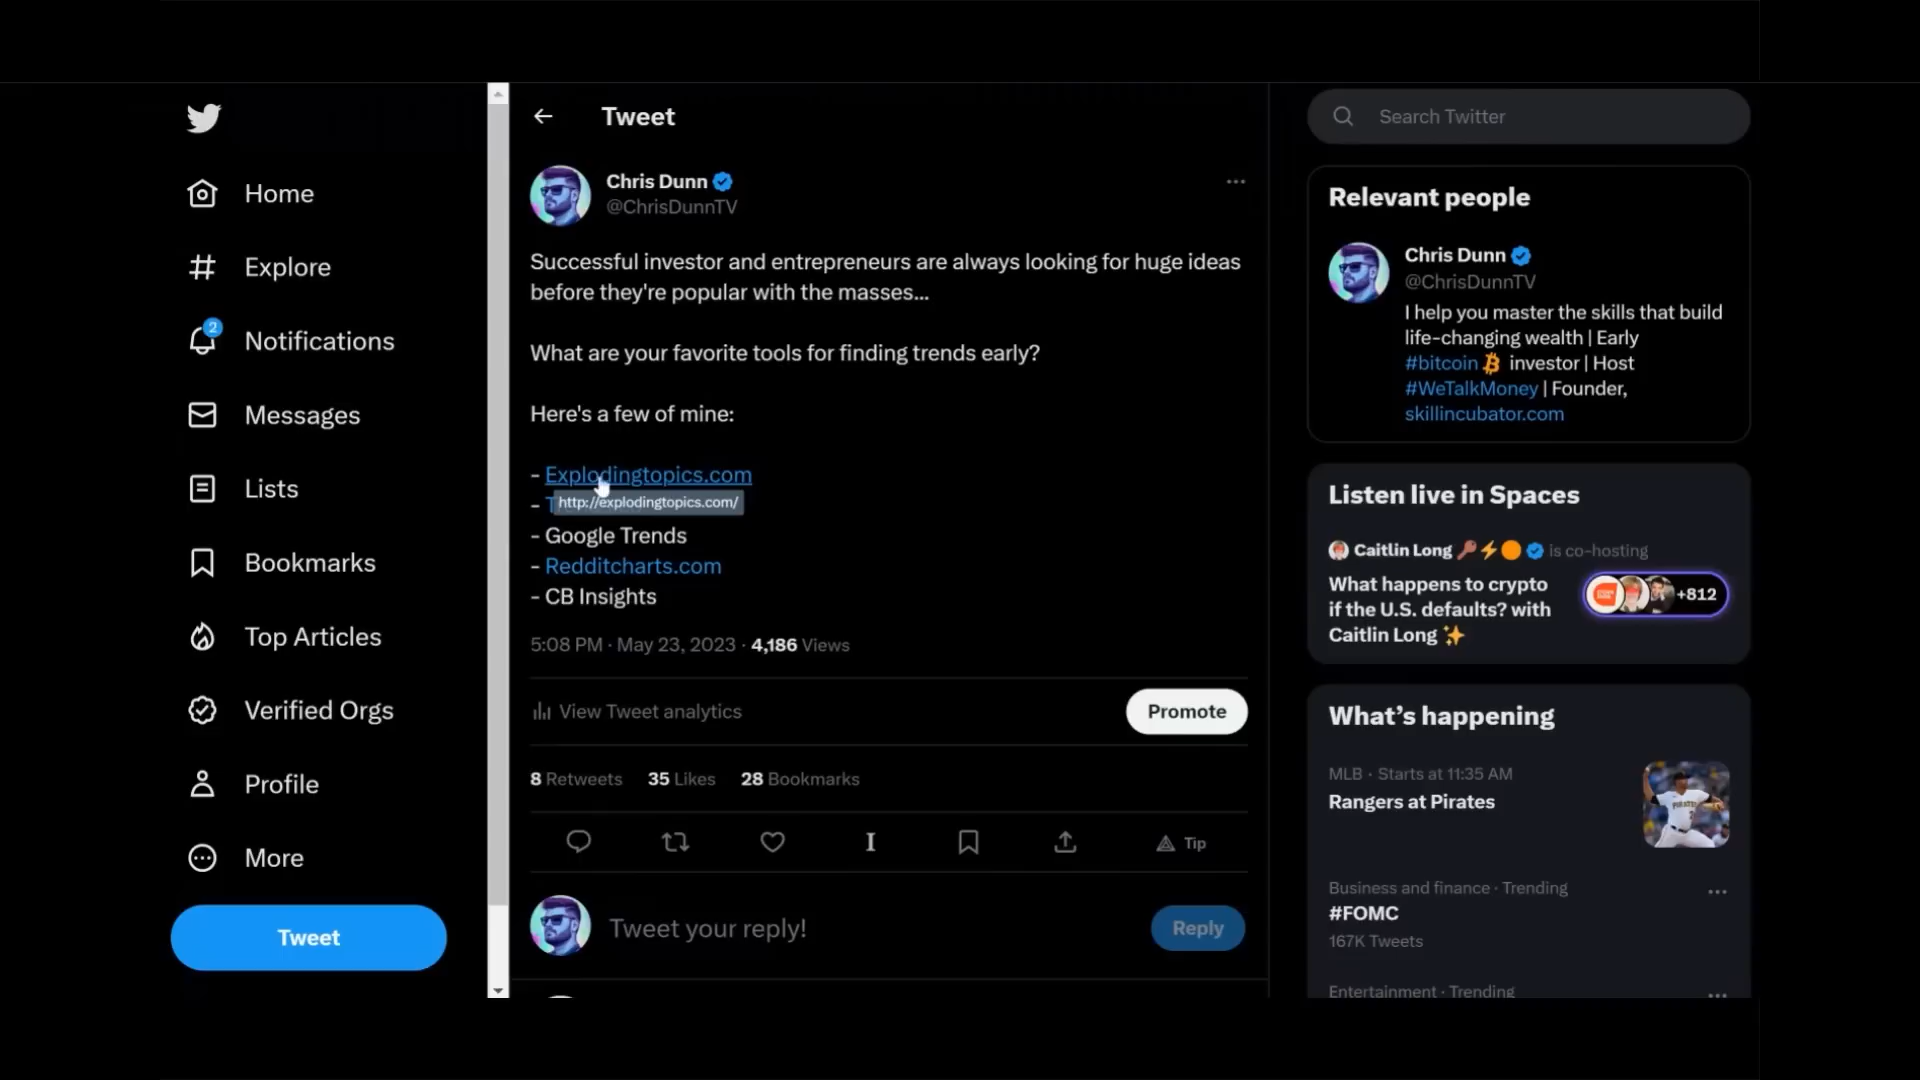 Home
Explore
2
Notifications
Messages
Lists
Bookmarks
Top Articles
Verified Orgs
Profile
More
Tweet
Tweet
Chris Dunn
@ChrisDunnTV
Successful investor and entrepreneurs are always looking for huge ideas
before they're popular with the masses...
What are your favorite tools for finding trends early?
Here's a few of mine:
- Explodingtopics.com
http://explodingtopics.com/
- Google Trends
- Redditcharts.com
- CB Insights
5:08 PM · May 23, 2023 · 4,186 Views
View Tweet analytics
Promote
8 Retweets 35 Likes 28 Bookmarks
Tip
Tweet your reply!
Reply
Search Twitter
Relevant people
Chris Dunn
@ChrisDunnTV
I help you master the skills that build
life-changing wealth | Early
#bitcoin investor | Host
#WeTalkMoney | Founder,
skillincubator.com
Listen live in Spaces
Caitlin Long is co-hosting
What happens to crypto
if the U.S. defaults? with
Caitlin Long
+812
What's happening
MLB · Starts at 11:35 AM
Rangers at Pirates
Business and finance · Trending
#FOMC
167K Tweets
Entertainment · Trending